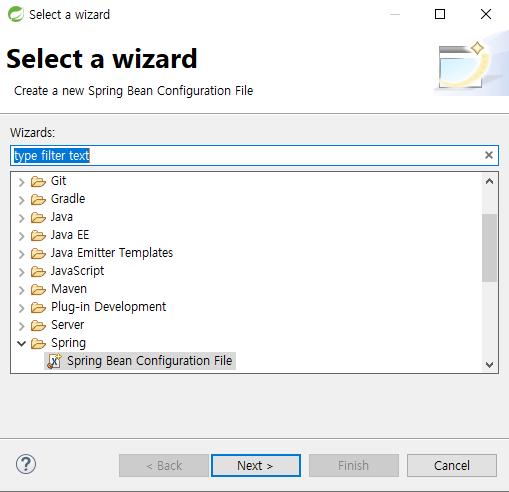 Select a wizard
Select a wizard
Create a new Spring Bean Configuration File
Wizards:
type filter text
Git
Gradle
Java
Java EE
Java Emitter Templates
JavaScript
Maven
Plug-in Development
Server
Spring
Spring Bean Configuration File
?
< Back
Next >
Finish
Cancel